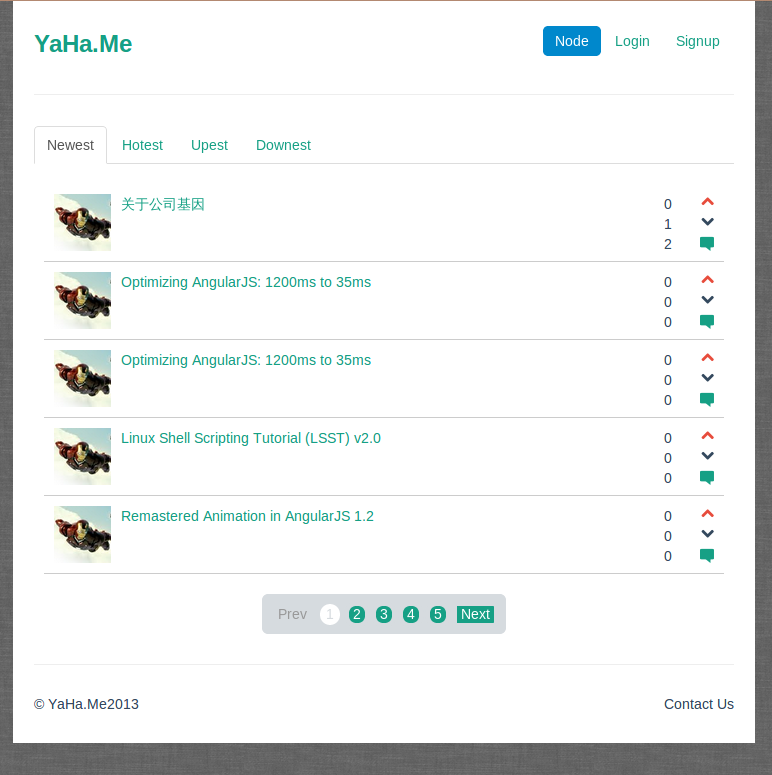 YaHa.Me
Node Login Signup
Newest Hotest Upest Downest
关于公司基因 0
1
2
Optimizing AngularJS: 1200ms to 35ms 0
0
0
Optimizing AngularJS: 1200ms to 35ms 0
0
0
Linux Shell Scripting Tutorial (LSST) v2.0 0
0
0
Remastered Animation in AngularJS 1.2 0
0
0
Prev 1 2 3 4 5 Next
© YaHa.Me2013 Contact Us